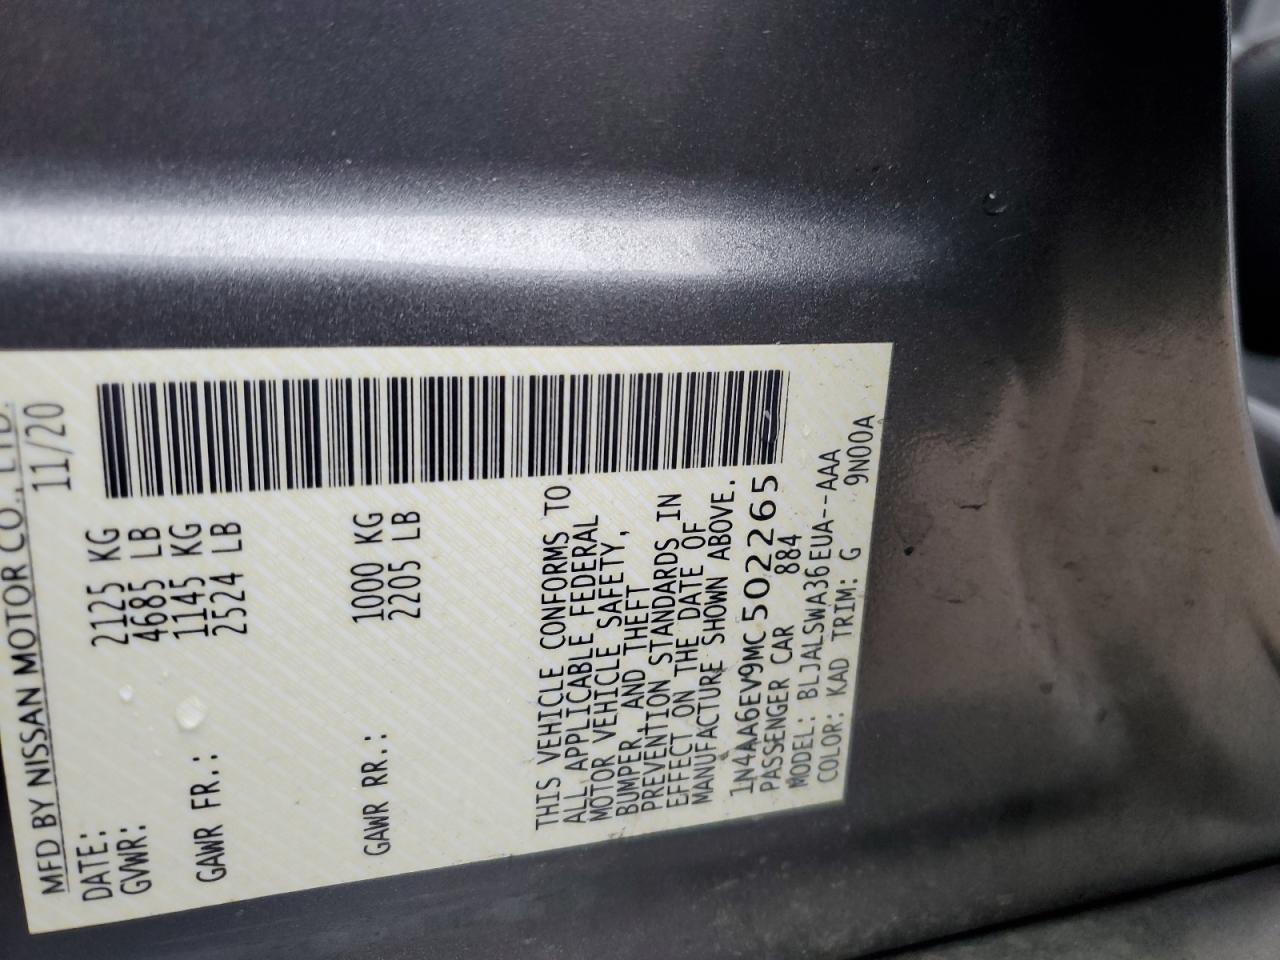 MFD BY NISSAN MOTOR CO., LTD.
DATE: 11/20
GVWR: 2125 KG
4685 LB
GAWR FR.: 1145 KG
2524 LB
GAWR RR.: 1000 KG
2205 LB
THIS VEHICLE CONFORMS TO
ALL APPLICABLE FEDERAL
MOTOR VEHICLE SAFETY,
BUMPER, AND THEFT
PREVENTION STANDARDS IN
EFFECT ON THE DATE OF
MANUFACTURE SHOWN ABOVE.
1N4AA6EV9MC502265
PASSENGER CAR 884
MODEL: BLJALSWA36EUA--AAA
COLOR: KAD TRIM: G 9N00A